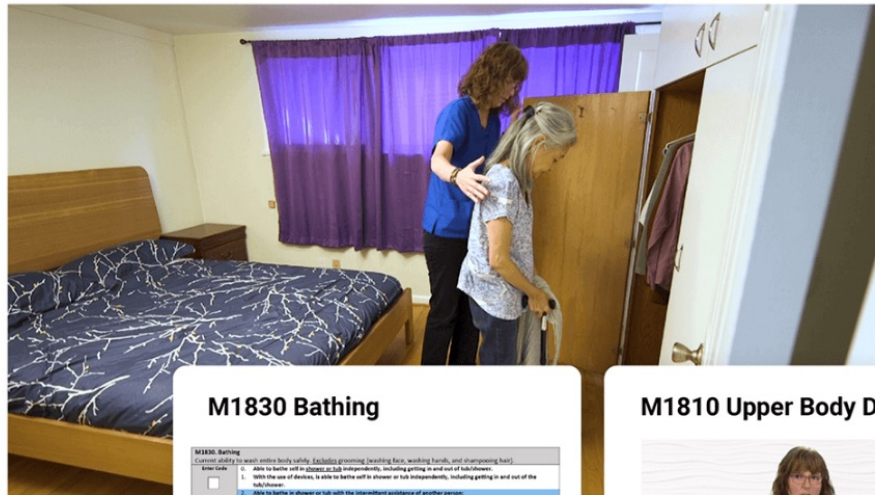 M1830 Bathing
M1810 Upper Body D
M1830. Bathing
Current ability to wash entire body safely. Excludes grooming (washing face, washing hands, and shampooing hair).
Enter Code
0. Able to bathe self in shower or tub independently, including getting in and out of tub/shower.
1. With the use of devices, is able to bathe self in shower or tub independently, including getting in and out of the
tub/shower.
2. Able to bathe in shower or tub with the intermittent assistance of another person: